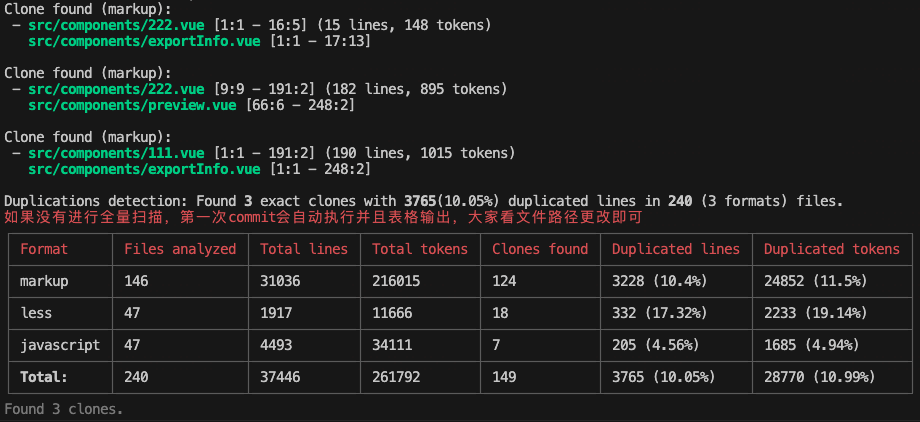 Clone found (markup):
- src/components/222.vue [1:1 - 16:5] (15 lines, 148 tokens)
src/components/exportInfo.vue [1:1 - 17:13]
Clone found (markup):
- src/components/222.vue [9:9 - 191:2] (182 lines, 895 tokens)
src/components/preview.vue [66:6 - 248:2]
Clone found (markup):
- src/components/111.vue [1:1 - 191:2] (190 lines, 1015 tokens)
src/components/exportInfo.vue [1:1 - 248:2]
Duplications detection: Found 3 exact clones with 3765(10.05%) duplicated lines in 240 (3 formats) files.
如果没有进行全量扫描，第一次commit会自动执行并且表格输出，大家看文件路径更改即可
Format Files analyzed Total lines Total tokens Clones found Duplicated lines Duplicated tokens
markup 146 31036 216015 124 3228 (10.4%) 24852 (11.5%)
less 47 1917 11666 18 332 (17.32%) 2233 (19.14%)
javascript 47 4493 34111 7 205 (4.56%) 1685 (4.94%)
Total: 240 37446 261792 149 3765 (10.05%) 28770 (10.99%)
Found 3 clones.